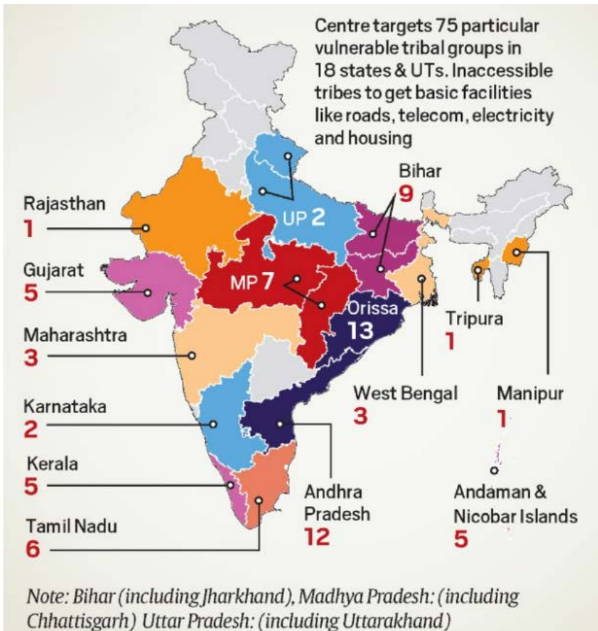 Centre targets 75 particular
vulnerable tribal groups in
18 states & UTs. Inaccessible
tribes to get basic facilities
like roads, telecom, electricity
and housing
Bihar
9
Rajasthan
1
UP 2
Gujarat
5
MP 7
Orissa
13
Tripura
1
Maharashtra
3
West Bengal
3
Manipur
1
Karnataka
2
Kerala
5
Andhra
Pradesh
12
Andaman &
Nicobar Islands
5
Tamil Nadu
6
Note: Bihar (including Jharkhand), Madhya Pradesh: (including
Chhattisgarh) Uttar Pradesh: (including Uttarakhand)